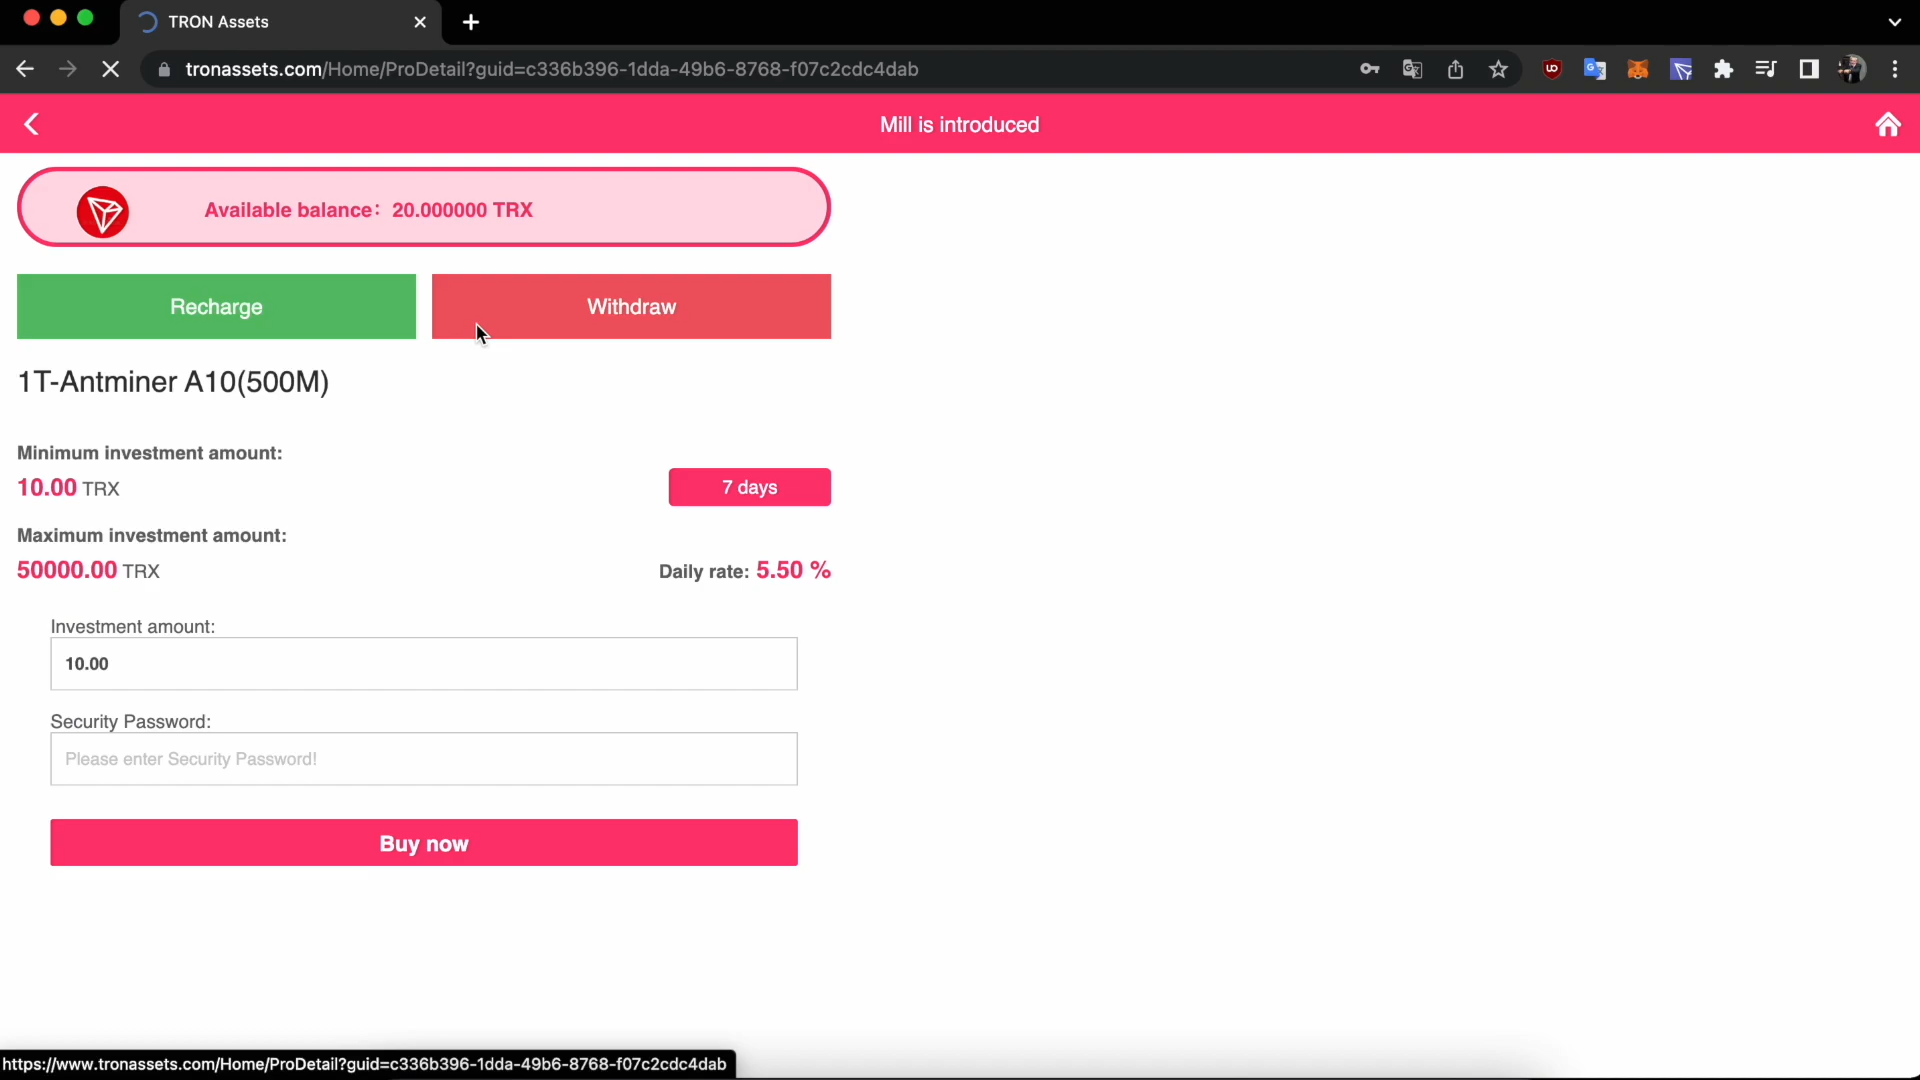 TRON Assets
tronassets.com/Home/ProDetail?guid=c336b396-1dda-49b6-8768-f07c2cdc4dab
Mill is introduced
Available balance: 20.000000 TRX
Recharge
Withdraw
1T-Antminer A10(500M)
Minimum investment amount:
10.00 TRX
7 days
Maximum investment amount:
50000.00 TRX
Daily rate: 5.50 %
Investment amount:
10.00
Security Password:
Please enter Security Password!
Buy now
https://www.tronassets.com/Home/ProDetail?guid=c336b396-1dda-49b6-8768-f07c2cdc4dab